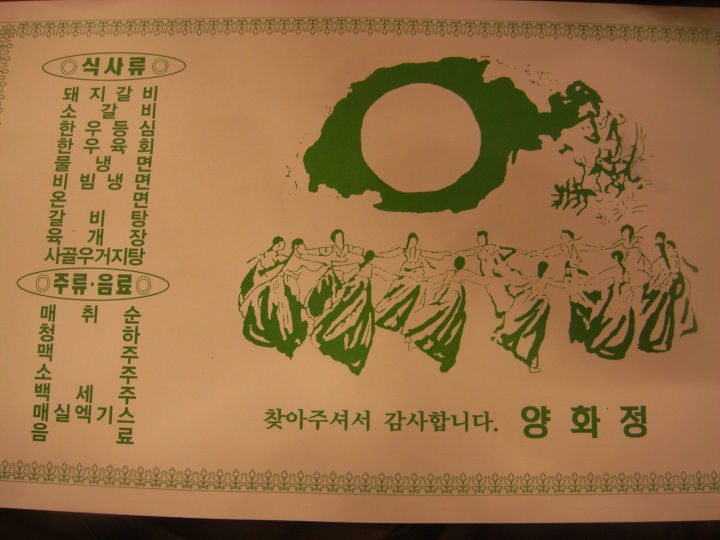 ◎식사류◎
돼지갈비
소갈비
한우등심
한우육회
물냉면
비빔냉면
온면
갈비탕
육개장
사골우거지탕
◎주류·음료◎
매취순
청하
맥주
소주
백세주
매실엑기스
음료
찾아주셔서 감사합니다. 양화정